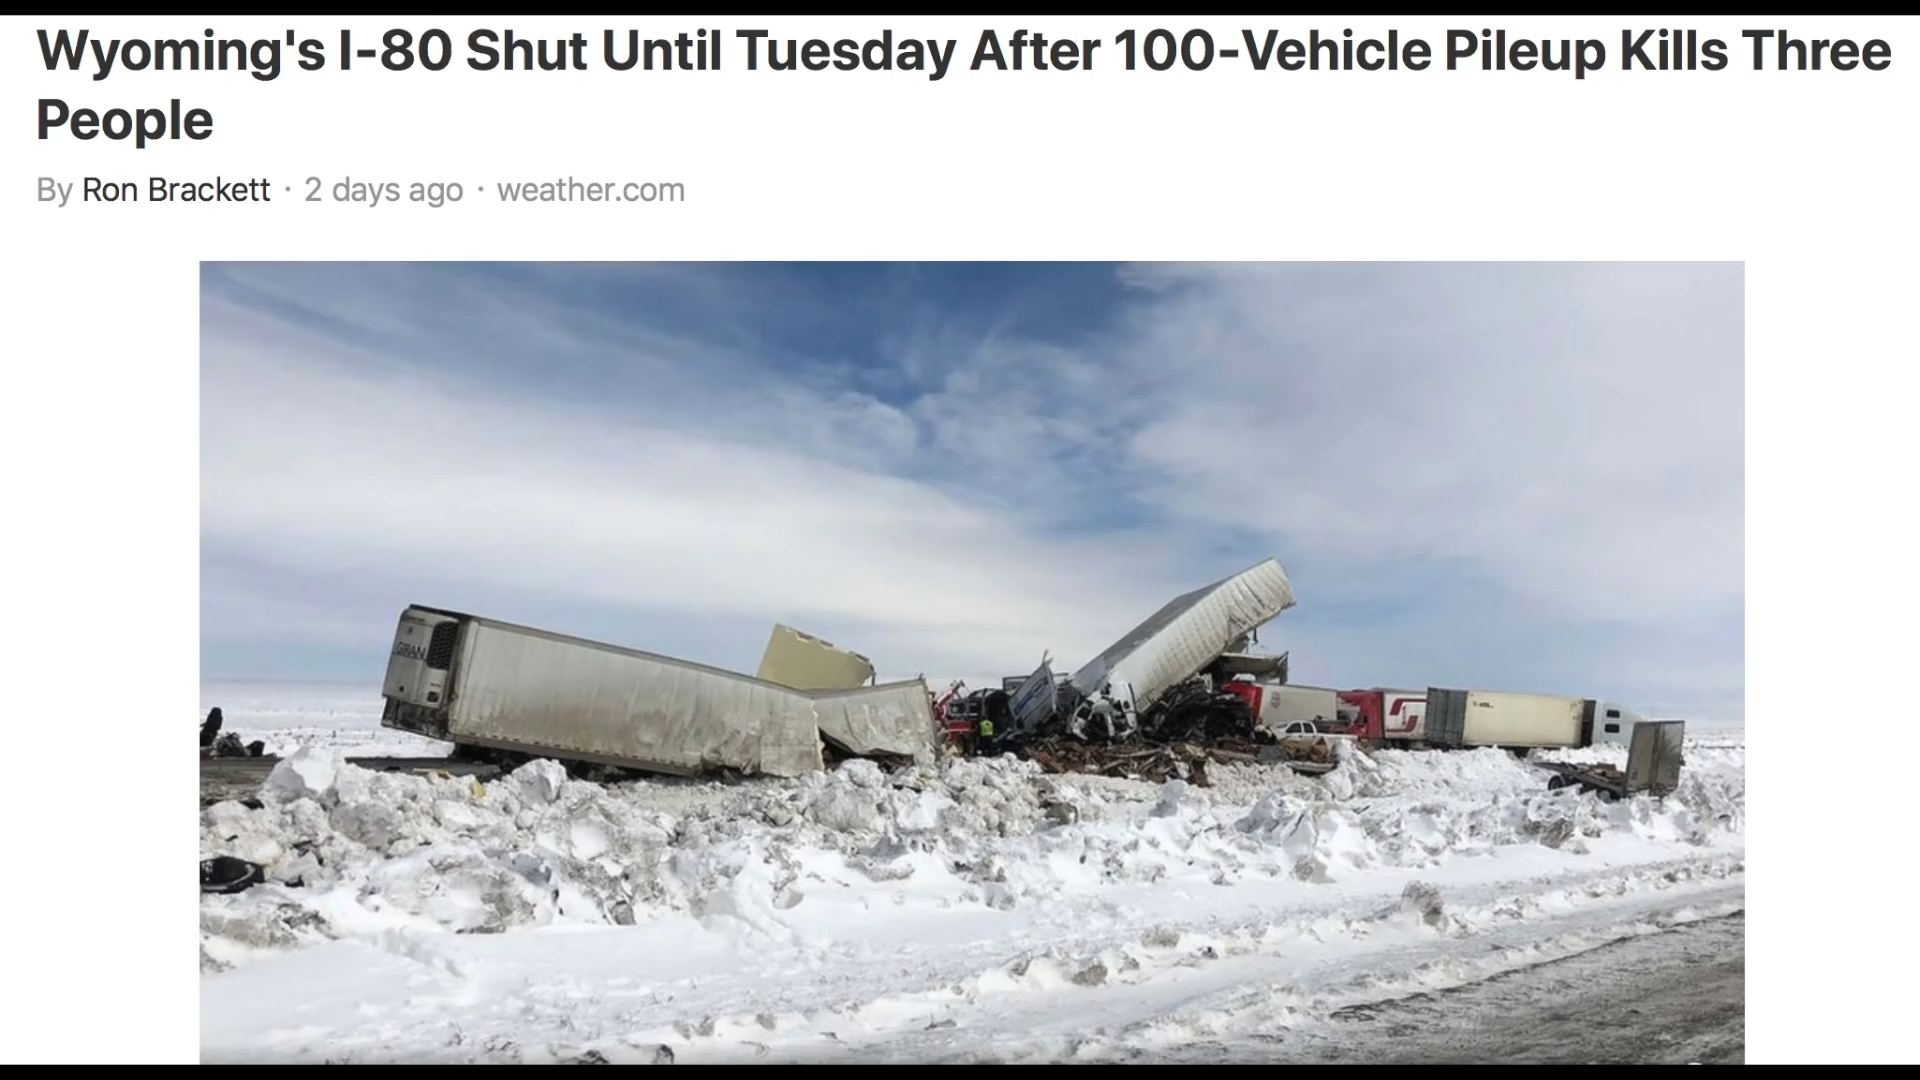 Wyoming's I-80 Shut Until Tuesday After 100-Vehicle Pileup Kills Three
People
By Ron Brackett · 2 days ago · weather.com